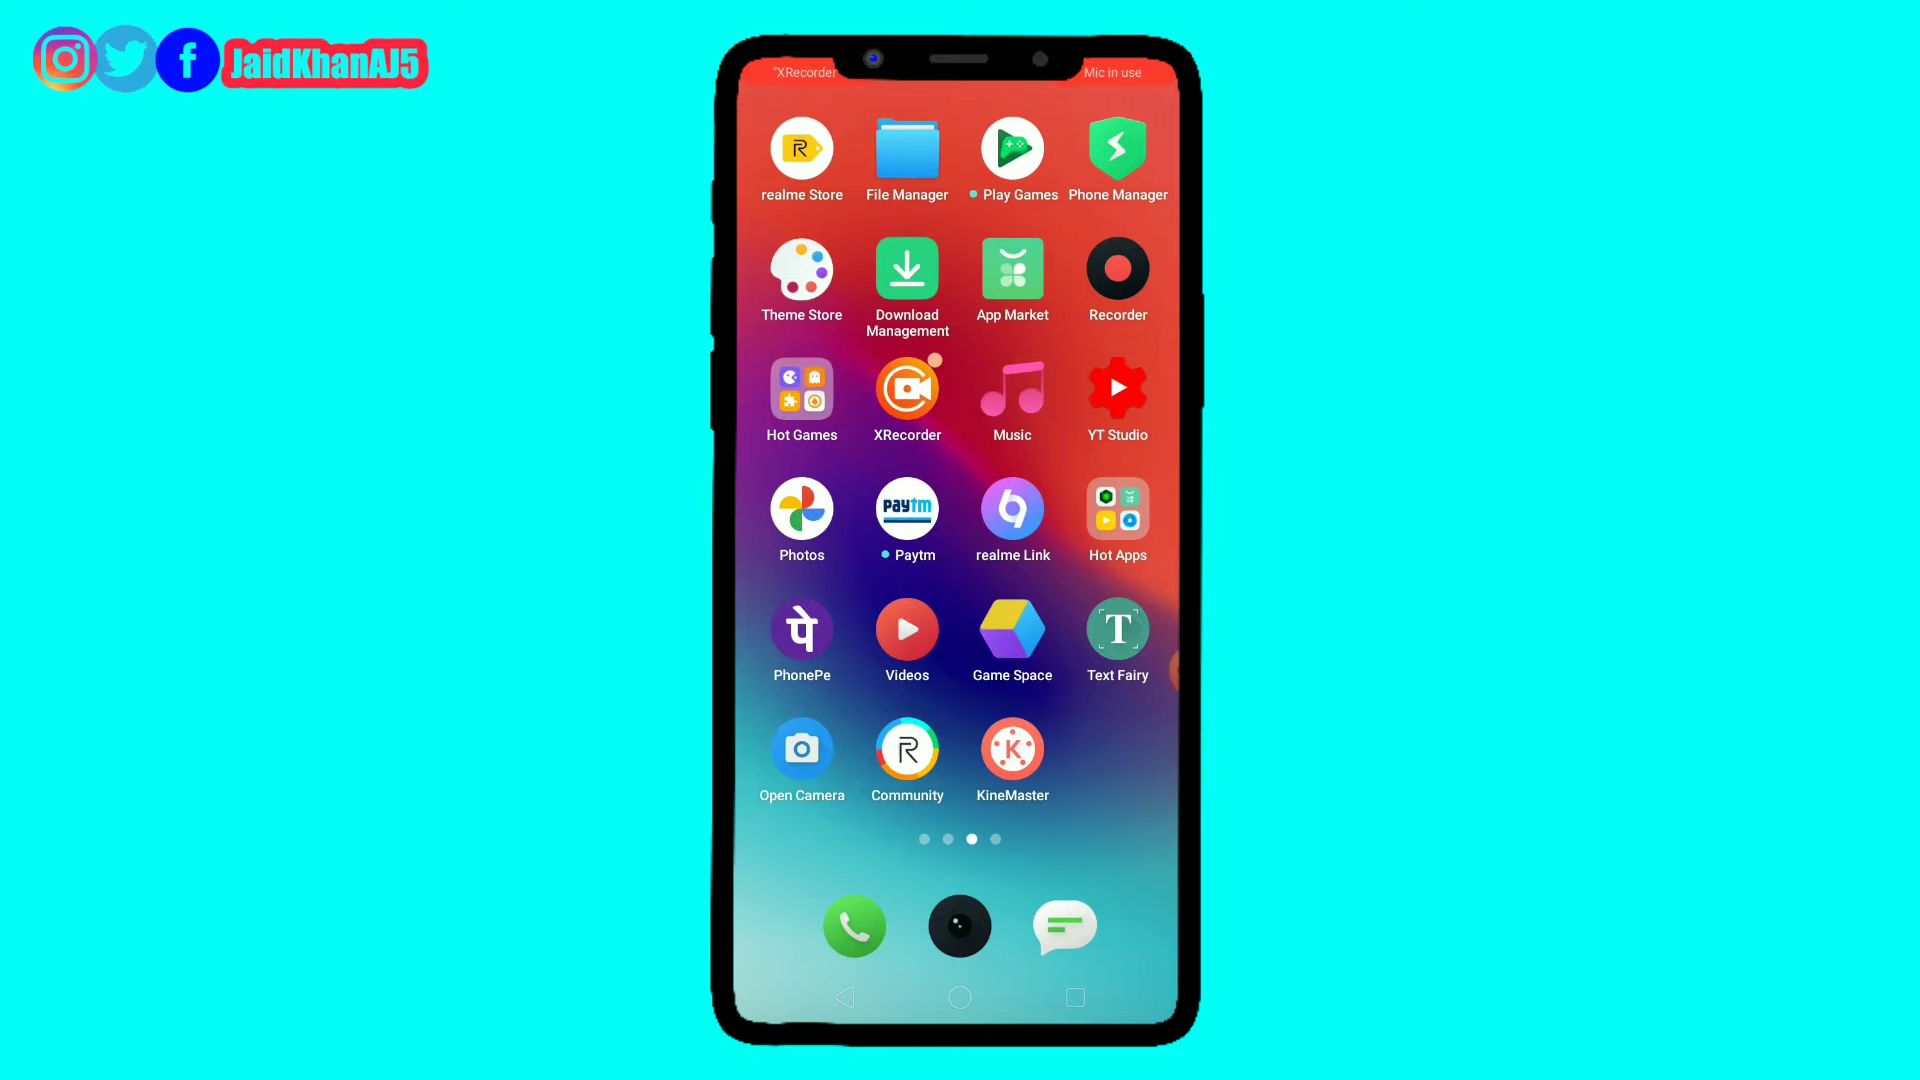 JaidKhanAJ5
"XRecorder
Mic in use
realme Store
File Manager
Play Games
Phone Manager
Theme Store
Download
Management
App Market
Recorder
Hot Games
XRecorder
Music
YT Studio
paytm
Photos
Paytm
realme Link
Hot Apps
पे
T
PhonePe
Videos
Game Space
Text Fairy
K
Open Camera
Community
KineMaster